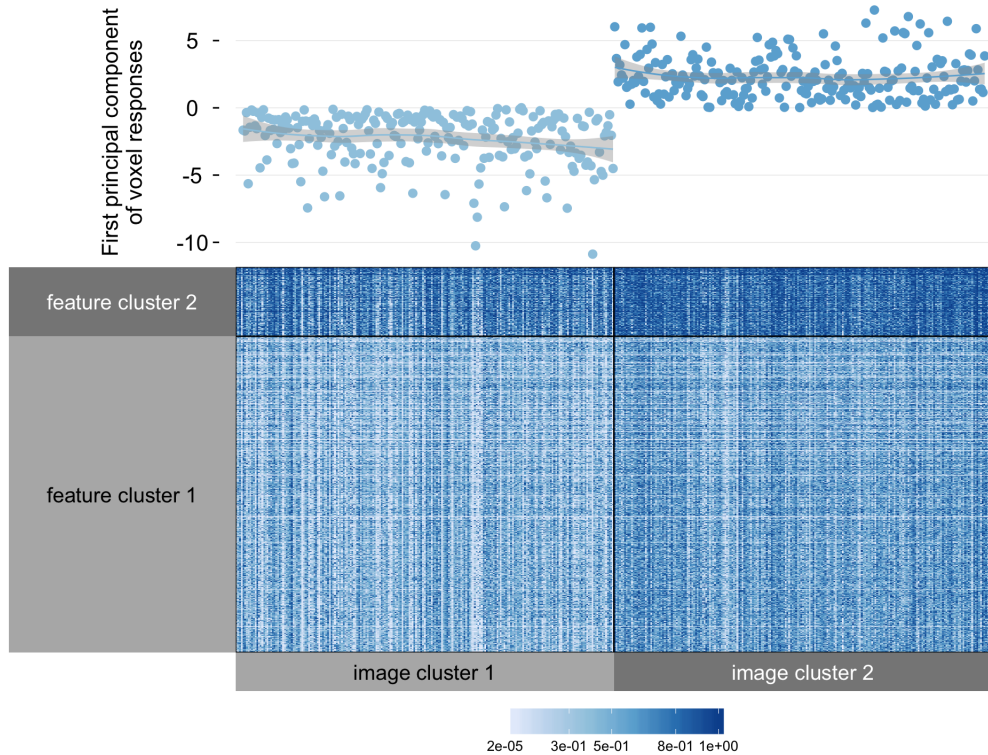 First principal component
of voxel responses
5
0
-5
-10
feature cluster 2
feature cluster 1
image cluster 1
image cluster 2
2e-05 3e-01 5e-01 8e-01 1e+00